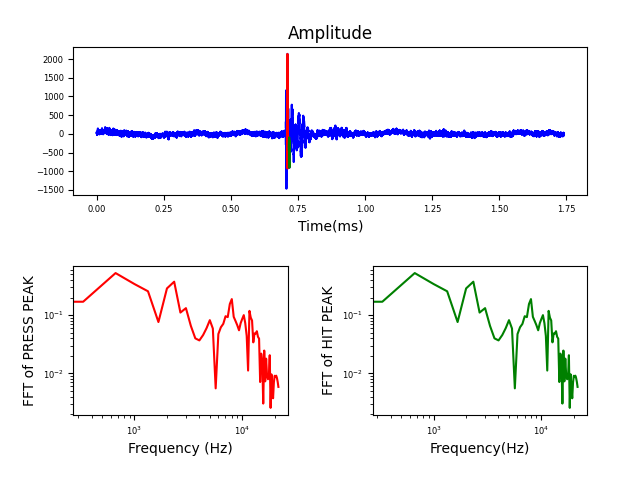 Amplitude
2000
1500
1000
500
0
−500
−1000
−1500
0.00 0.25 0.50 0.75 1.00 1.25 1.50 1.75
Time(ms)
FFT of PRESS PEAK
10⁻¹
10⁻²
10³ 10⁴
Frequency (Hz)
FFT of HIT PEAK
10⁻¹
10⁻²
10³ 10⁴
Frequency(Hz)